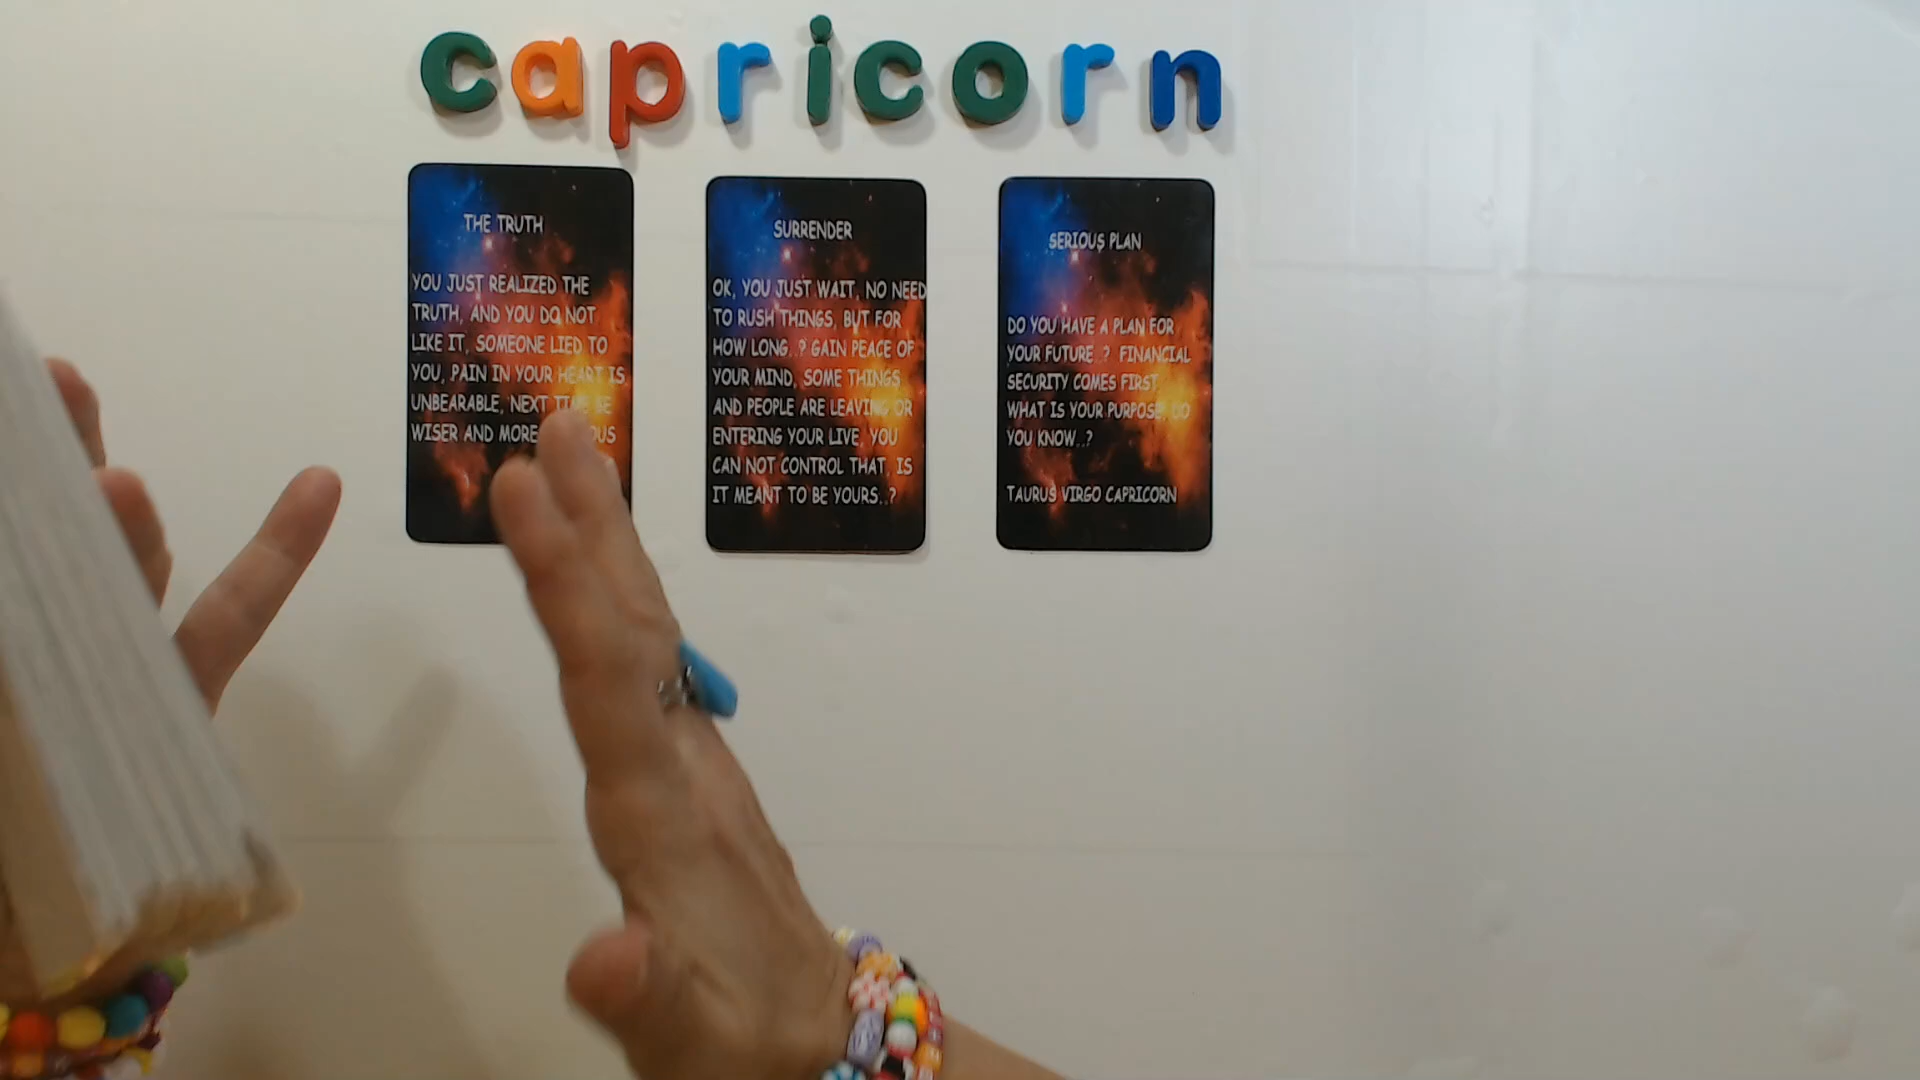 capricorn
THE TRUTH
YOU JUST REALIZED THE
TRUTH, AND YOU DO NOT
LIKE IT, SOMEONE LIED TO
YOU, PAIN IN YOUR HEART IS
UNBEARABLE, NEXT TIME BE
WISER AND MORE
SURRENDER
OK, YOU JUST WAIT, NO NEED
TO RUSH THINGS, BUT FOR
HOW LONG..? GAIN PEACE OF
YOUR MIND, SOME THINGS
AND PEOPLE ARE LEAVING OR
ENTERING YOUR LIVE, YOU
CAN NOT CONTROL THAT, IS
IT MEANT TO BE YOURS..?
SERIOUS PLAN
DO YOU HAVE A PLAN FOR
YOUR FUTURE..? FINANCIAL
SECURITY COMES FIRST,
WHAT IS YOUR PURPOSE, DO
YOU KNOW..?
TAURUS VIRGO CAPRICORN